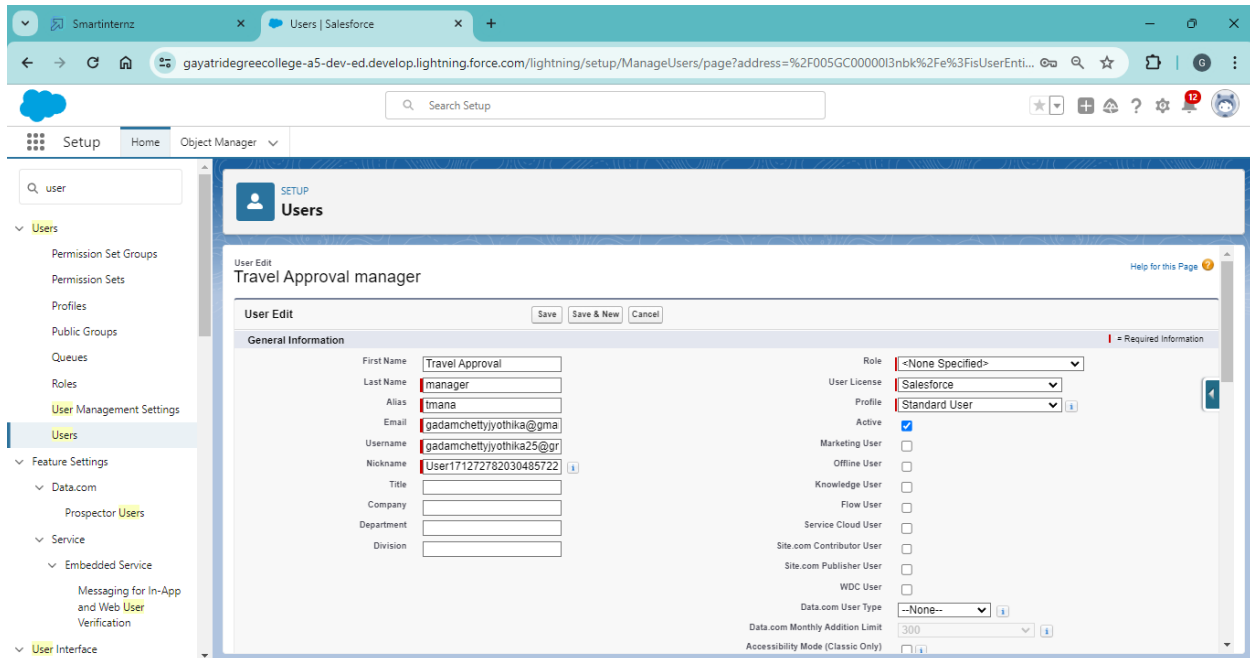 Smartinternz
Users | Salesforce
gayatridegreecollege-a5-dev-ed.develop.lightning.force.com/lightning/setup/ManageUsers/page?address=%2F005GC00000I3nbk%2Fe%3FisUserEnti...
G
Search Setup
12
Setup
Home
Object Manager
user
Users
Permission Set Groups
Permission Sets
Profiles
Public Groups
Queues
Roles
User Management Settings
Users
Feature Settings
Data.com
Prospector Users
Service
Embedded Service
Messaging for In-App
and Web User
Verification
User Interface
SETUP
Users
User Edit
Travel Approval manager
Help for this Page
User Edit
Save
Save & New
Cancel
General Information
= Required Information
First Name Travel Approval
Last Name manager
Alias tmana
Email gadamchettyjyothika@gma
Username gadamchettyjyothika25@gr
Nickname User171272782030485722
Title
Company
Department
Division
Role <None Specified>
User License Salesforce
Profile Standard User
Active
Marketing User
Offline User
Knowledge User
Flow User
Service Cloud User
Site.com Contributor User
Site.com Publisher User
WDC User
Data.com User Type --None--
Data.com Monthly Addition Limit 300
Accessibility Mode (Classic Only)